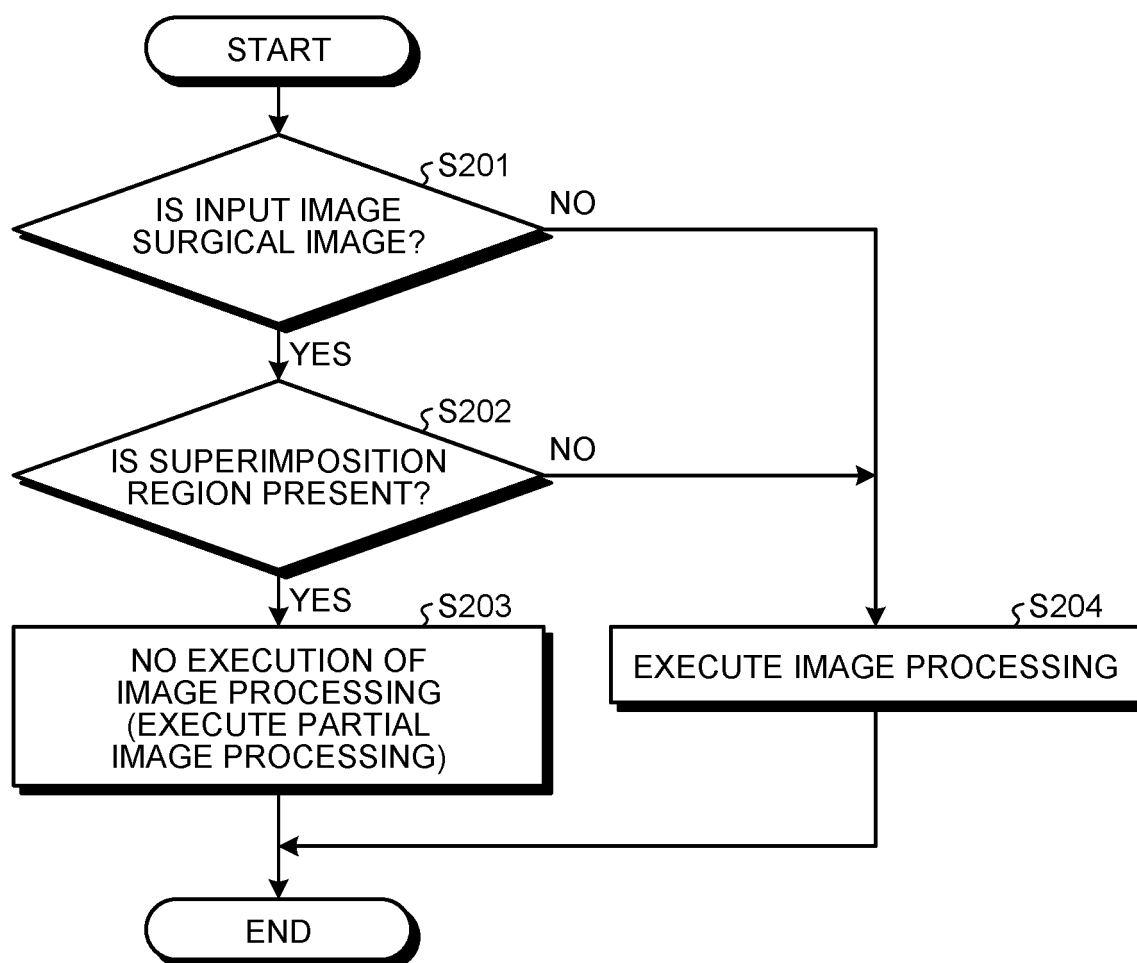 START
S201
IS INPUT IMAGE
SURGICAL IMAGE?
NO
YES
S202
IS SUPERIMPOSITION
REGION PRESENT?
NO
YES
S203
NO EXECUTION OF
IMAGE PROCESSING
(EXECUTE PARTIAL
IMAGE PROCESSING)
S204
EXECUTE IMAGE PROCESSING
END